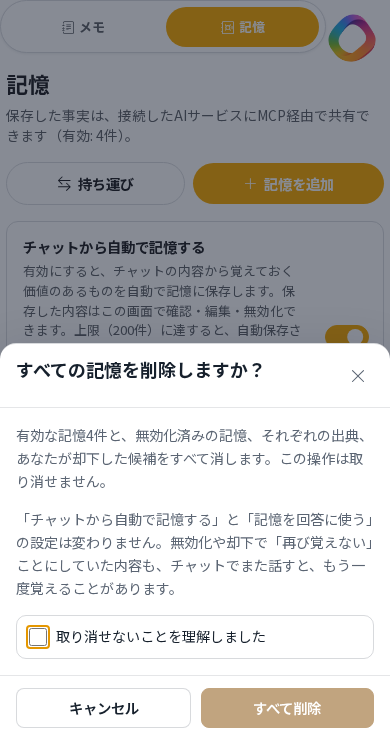 メモ
記憶
記憶
保存した事実は、接続したAIサービスにMCP経由で共有で
きます（有効: 4件）。
持ち運び
記憶を追加
チャットから自動で記憶する
有効にすると、チャットの内容から覚えておく
価値のあるものを自動で記憶に保存します。保
存した内容はこの画面で確認・編集・無効化で
きます。上限（200件）に達すると、自動保存さ
すべての記憶を削除しますか？
有効な記憶4件と、無効化済みの記憶、それぞれの出典、
あなたが却下した候補をすべて消します。この操作は取
り消せません。
「チャットから自動で記憶する」と「記憶を回答に使う」
の設定は変わりません。無効化や却下で「再び覚えない」
ことにしていた内容も、チャットでまた話すと、もう一
度覚えることがあります。
取り消せないことを理解しました
キャンセル
すべて削除